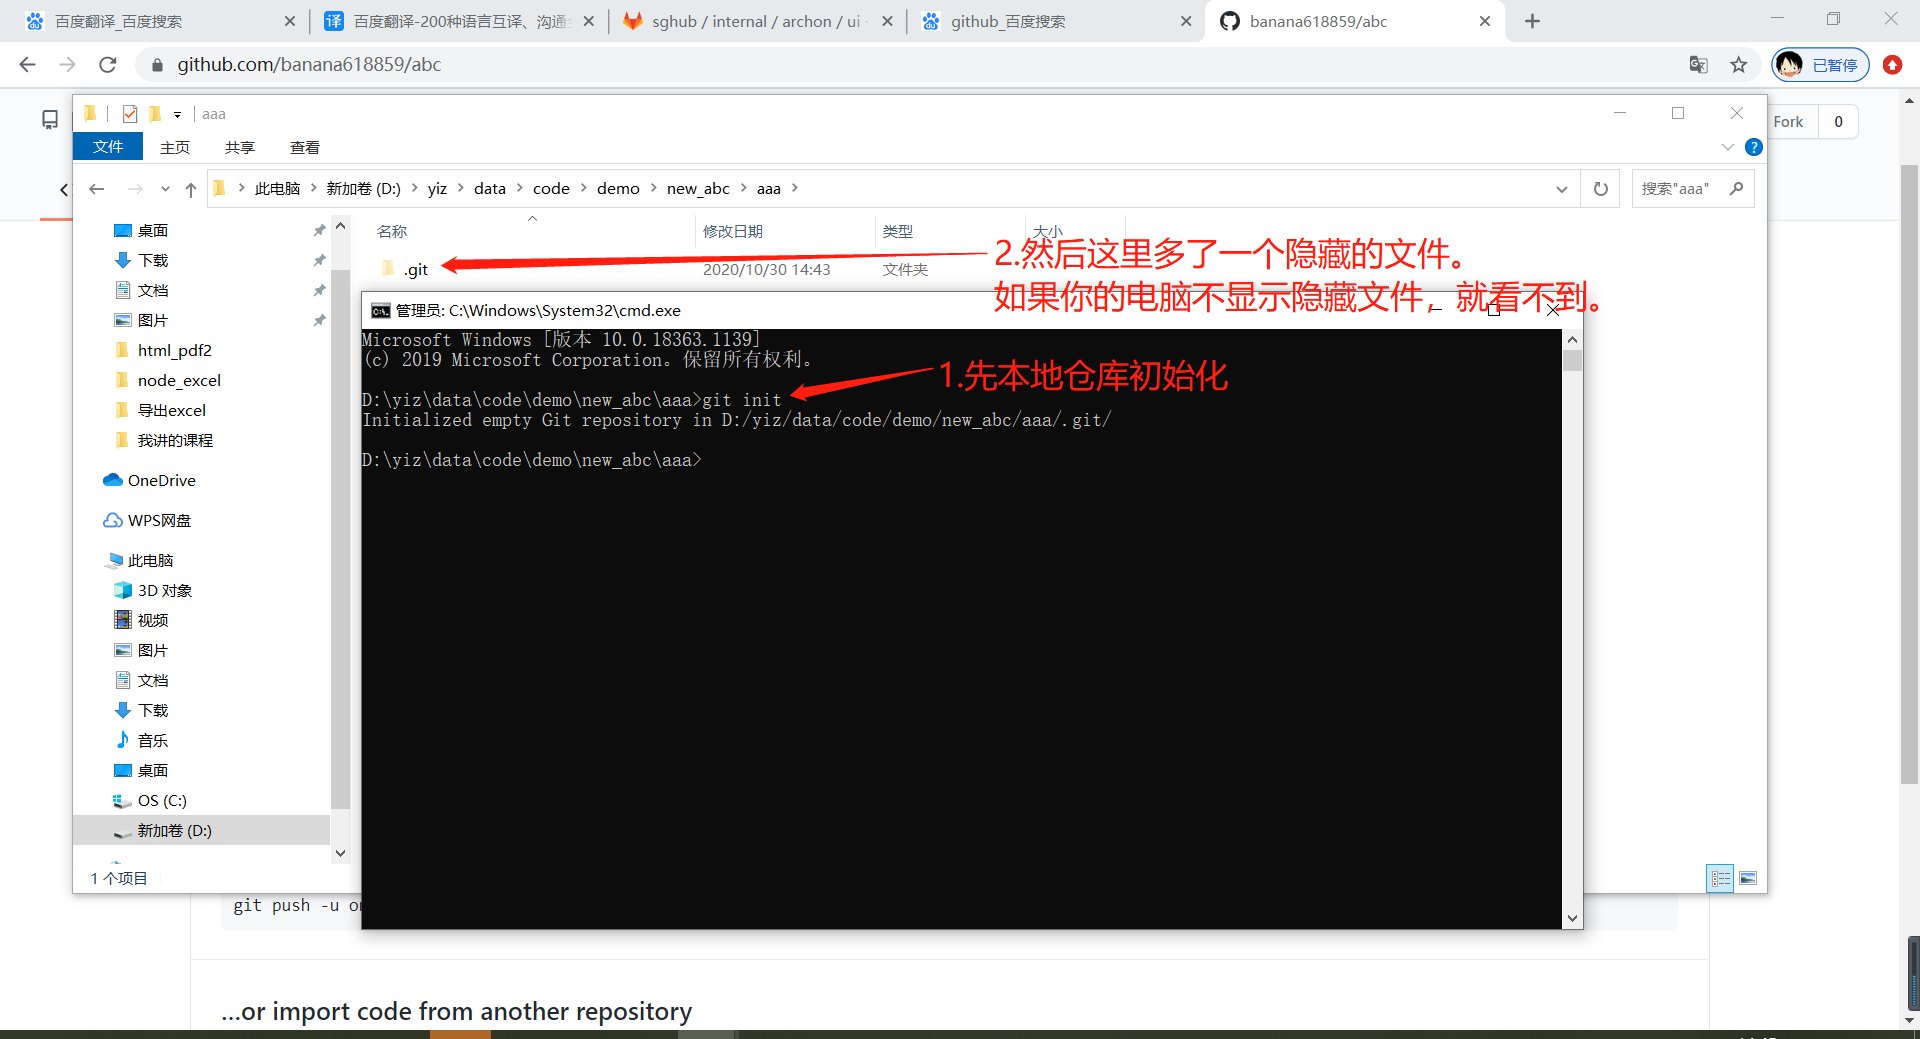 百度翻译_百度搜索
百度翻译-200种语言互译、沟通
sghub / internal / archon / ui
github_百度搜索
banana618859/abc
github.com/banana618859/abc
已暂停
aaa
Fork 0
文件 主页 共享 查看
此电脑 新加卷 (D:) yiz data code demo new_abc aaa
搜索"aaa"
名称 修改日期 类型 大小
.git 2020/10/30 14:43 文件夹
2.然后这里多了一个隐藏的文件。
如果你的电脑不显示隐藏文件，就看不到。
桌面
下载
文档
图片
html_pdf2
node_excel
导出excel
我讲的课程
OneDrive
WPS网盘
此电脑
3D 对象
视频
图片
文档
下载
音乐
桌面
OS (C:)
新加卷 (D:)
1 个项目
管理员: C:\Windows\System32\cmd.exe
Microsoft Windows [版本 10.0.18363.1139]
(c) 2019 Microsoft Corporation。保留所有权利。
1.先本地仓库初始化
D:\yiz\data\code\demo\new_abc\aaa>git init
Initialized empty Git repository in D:/yiz/data/code/demo/new_abc/aaa/.git/
D:\yiz\data\code\demo\new_abc\aaa>
git push -u
…or import code from another repository